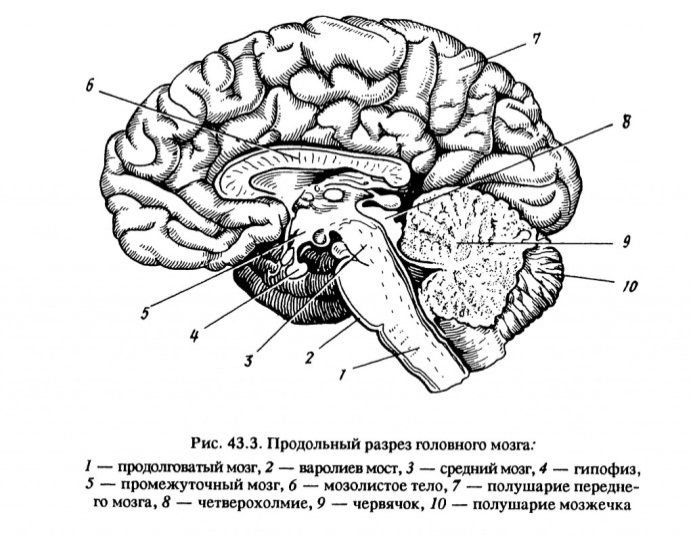 7
6
8
9
10
5
4
3
2
1
Рис. 43.3. Продольный разрез головного мозга:
1 — продолговатый мозг, 2 — варолиев мост, 3 — средний мозг, 4 — гипофиз,
5 — промежуточный мозг, 6 — мозолистое тело, 7 — полушарие передне-
го мозга, 8 — четверохолмие, 9 — червячок, 10 — полушарие мозжечка